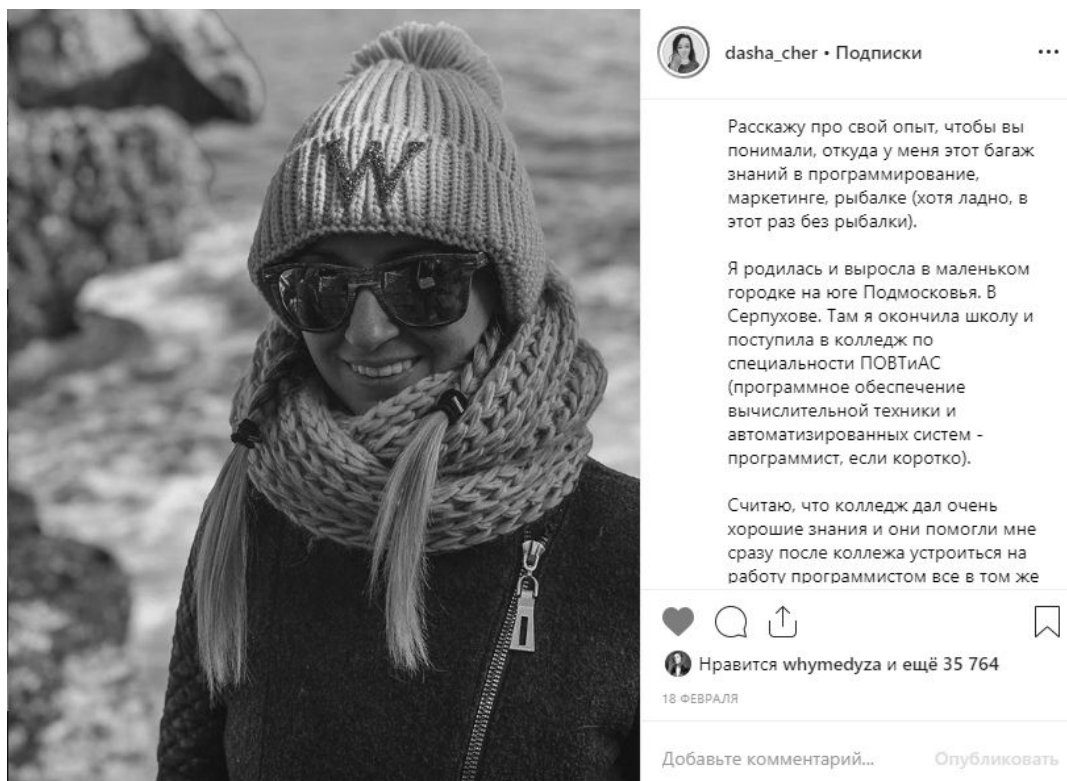 W
dasha_cher • Подписки
Расскажу про свой опыт, чтобы вы
понимали, откуда у меня этот багаж
знаний в программирование,
маркетинге, рыбалке (хотя ладно, в
этот раз без рыбалки).
Я родилась и выросла в маленьком
городке на юге Подмосковья. В
Серпухове. Там я окончила школу и
поступила в колледж по
специальности ПОВТиАС
(программное обеспечение
вычислительной техники и
автоматизированных систем -
программист, если коротко).
Считаю, что колледж дал очень
хорошие знания и они помогли мне
сразу после коллежа устроиться на
работу программистом все в том же
Нравится whymedyza и ещё 35 764
18 ФЕВРАЛЯ
Добавьте комментарий... Опубликовать